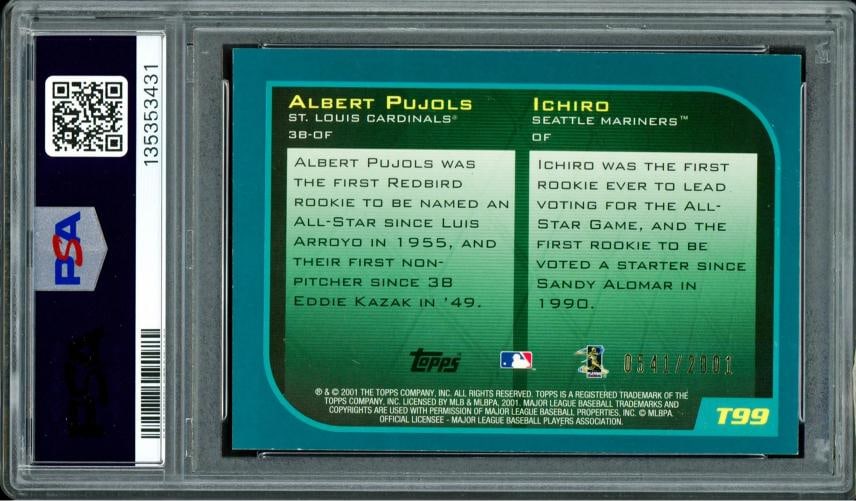 135353431
PSA
PSA
ALBERT PUJOLS
ST. LOUIS CARDINALS®
3B-OF
ALBERT PUJOLS WAS
THE FIRST REDBIRD
ROOKIE TO BE NAMED AN
ALL-STAR SINCE LUIS
ARROYO IN 1955, AND
THEIR FIRST NON-
PITCHER SINCE 3B
EDDIE KAZAK IN '49.
ICHIRO
SEATTLE MARINERS™
OF
ICHIRO WAS THE FIRST
ROOKIE EVER TO LEAD
VOTING FOR THE ALL-
STAR GAME, AND THE
FIRST ROOKIE TO BE
VOTED A STARTER SINCE
SANDY ALOMAR IN
1990.
Topps
0541/2001
® & © 2001 THE TOPPS COMPANY, INC. ALL RIGHTS RESERVED. TOPPS IS A REGISTERED TRADEMARK OF THE
TOPPS COMPANY, INC. LICENSED BY MLB & MLBPA, 2001. MAJOR LEAGUE BASEBALL TRADEMARKS AND
COPYRIGHTS ARE USED WITH PERMISSION OF MAJOR LEAGUE BASEBALL PROPERTIES, INC. © MLBPA.
OFFICIAL LICENSEE - MAJOR LEAGUE BASEBALL PLAYERS ASSOCIATION.
T99